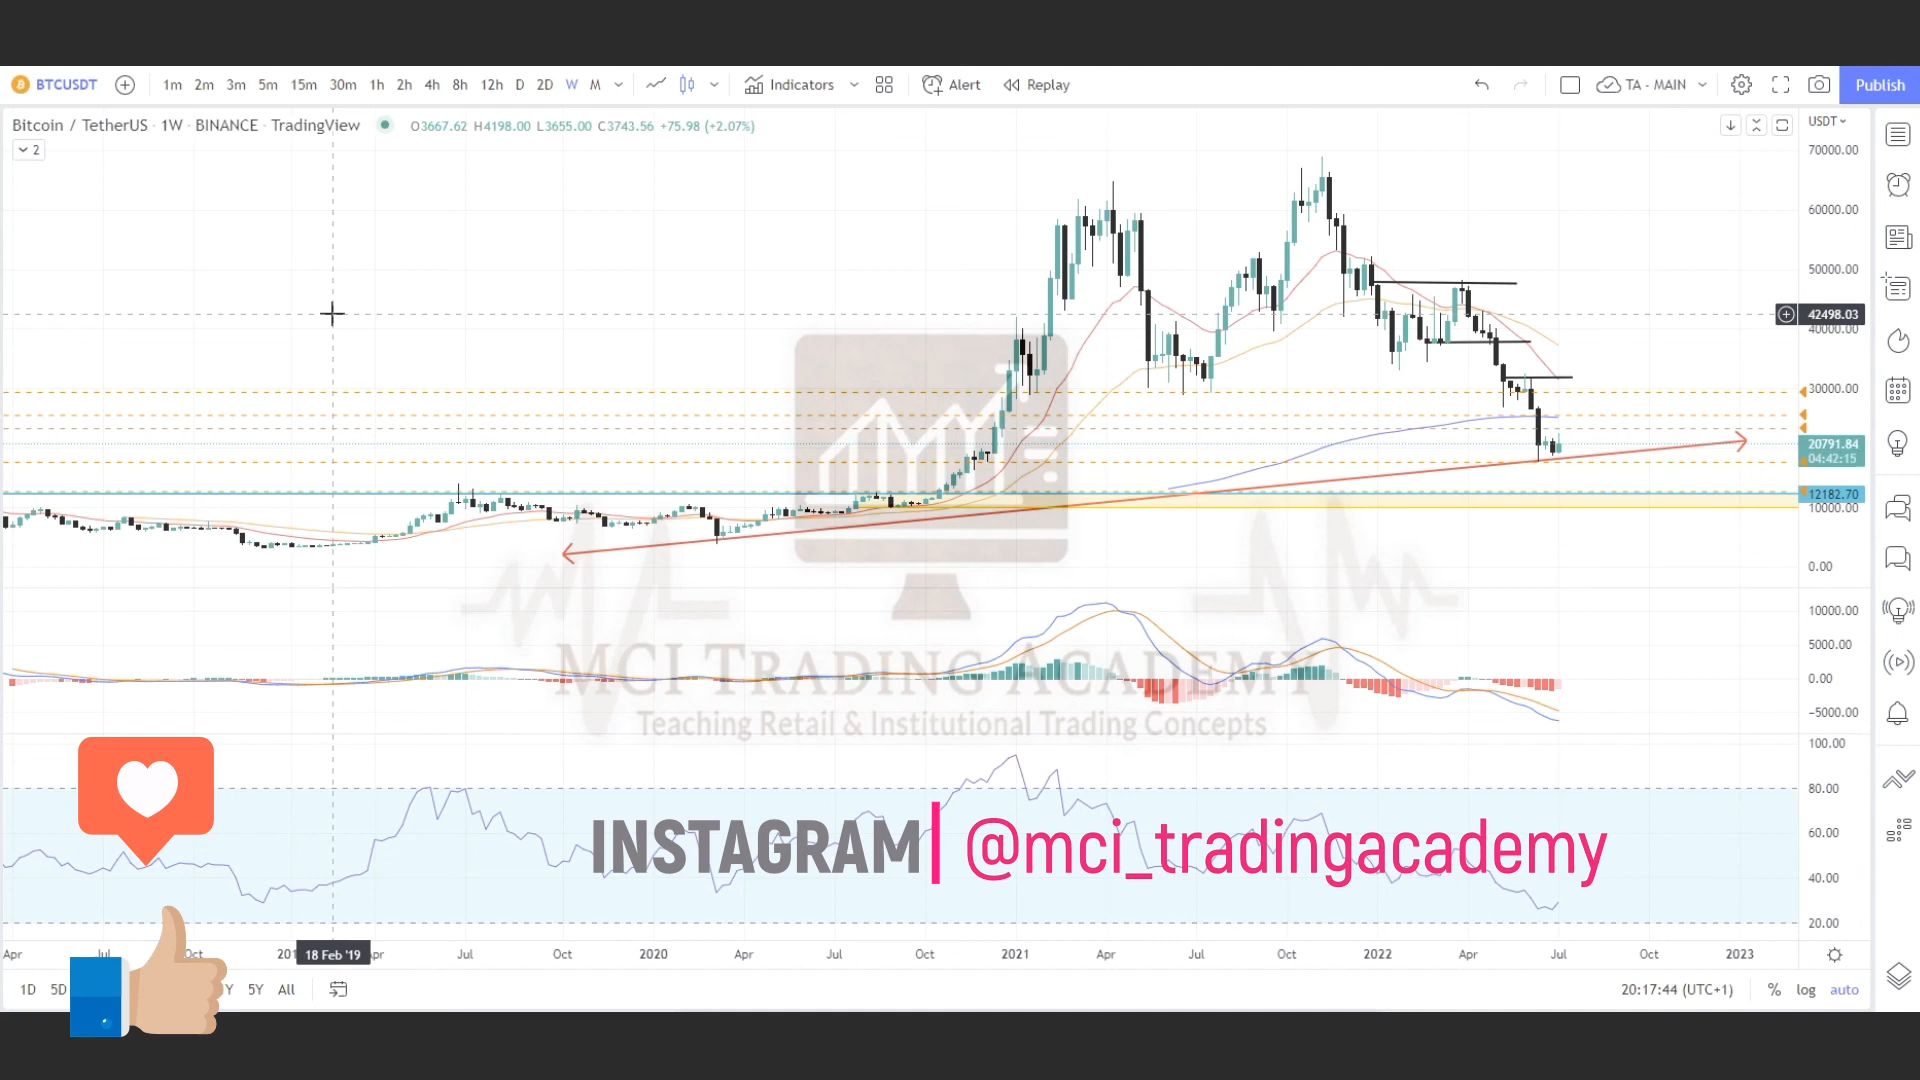 BTCUSDT 1m 2m 3m 5m 15m 30m 1h 2h 4h 8h 12h D 2D W M Indicators Alert Replay TA - MAIN Publish
Bitcoin / TetherUS · 1W · BINANCE · TradingView O3667.62 H4198.00 L3655.00 C3743.56 +75.98 (+2.07%)
USDT
2
70000.00
60000.00
50000.00
42498.03
40000.00
30000.00
20791.84
04:42:15
12182.70
10000.00
0.00
10000.00
5000.00
0.00
−5000.00
MCI TRADING ACADEMY
Teaching Retail & Institutional Trading Concepts
100.00
80.00
60.00
40.00
20.00
INSTAGRAM| @mci_tradingacademy
Apr Jul Oct 201 18 Feb '19 Apr Jul Oct 2020 Apr Jul Oct 2021 Apr Jul Oct 2022 Apr Jul Oct 2023
1D 5D Y 5Y All 20:17:44 (UTC+1) % log auto